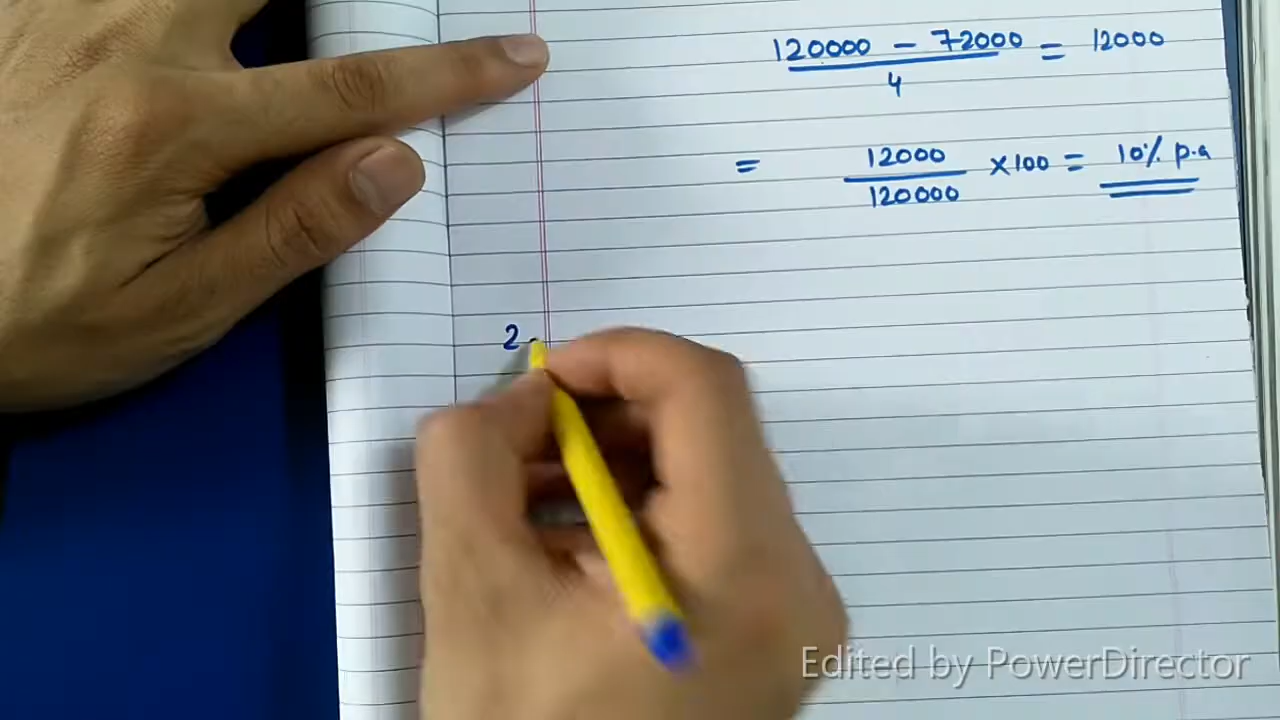 120000 - 72000 = 12000
4
= 12000 ×100 = 10% p.a
120000
2.
Edited by PowerDirector